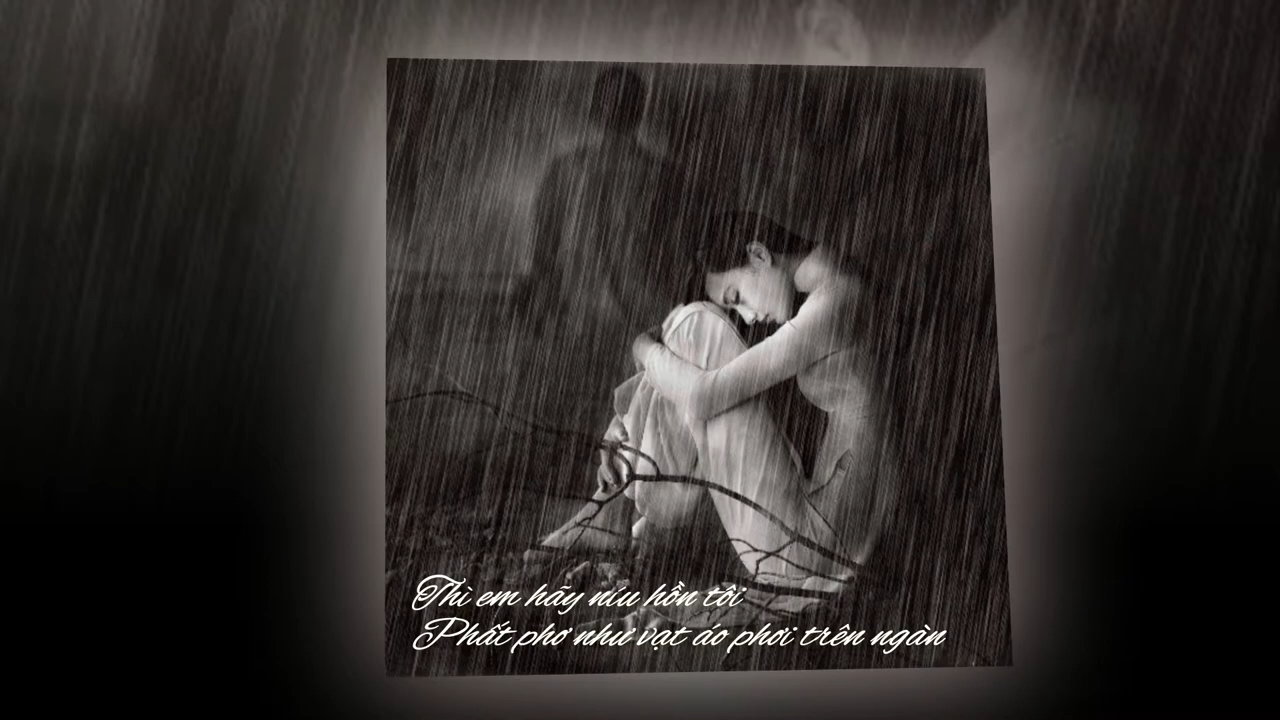 Thì em hãy níu hồn tôi
Phất phơ như vạt áo phơi trên ngàn